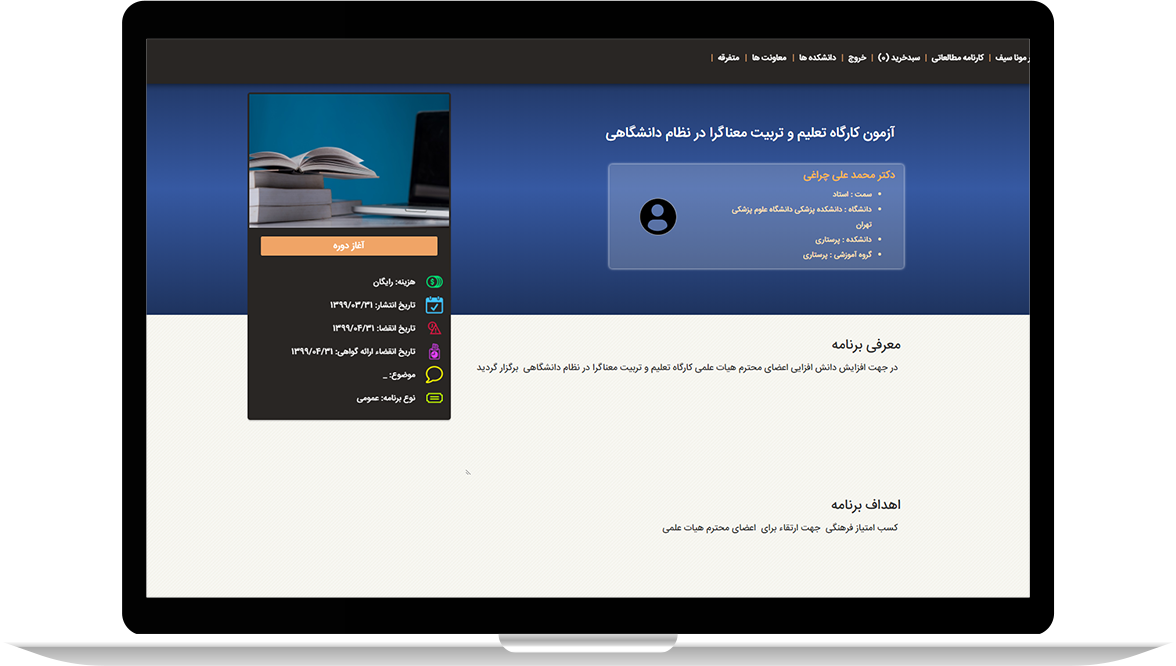 ر مونا سیف | کارنامه مطالعاتی | سبدخرید (۰) | خروج | دانشکده ها | معاونت ها | متفرقه |
آزمون کارگاه تعلیم و تربیت معناگرا در نظام دانشگاهی
دکتر محمد علی چراغی
• سمت : استاد
• دانشگاه : دانشکده پزشکی دانشگاه علوم پزشکی
تهران
• دانشکده : پرستاری
• گروه آموزشی : پرستاری
آغاز دوره
هزینه: رایگان
تاریخ انتشار: ۱۳۹۹/۰۳/۳۱
تاریخ انقضا: ۱۳۹۹/۰۴/۳۱
تاریخ انقضاء ارائه گواهی: ۱۳۹۹/۰۴/۳۱
موضوع: _
نوع برنامه: عمومی
معرفی برنامه
در جهت افزایش دانش افزایی اعضای محترم هیات علمی کارگاه تعلیم و تربیت معناگرا در نظام دانشگاهی برگزار گردید
اهداف برنامه
کسب امتیاز فرهنگی جهت ارتقاء برای اعضای محترم هیات علمی